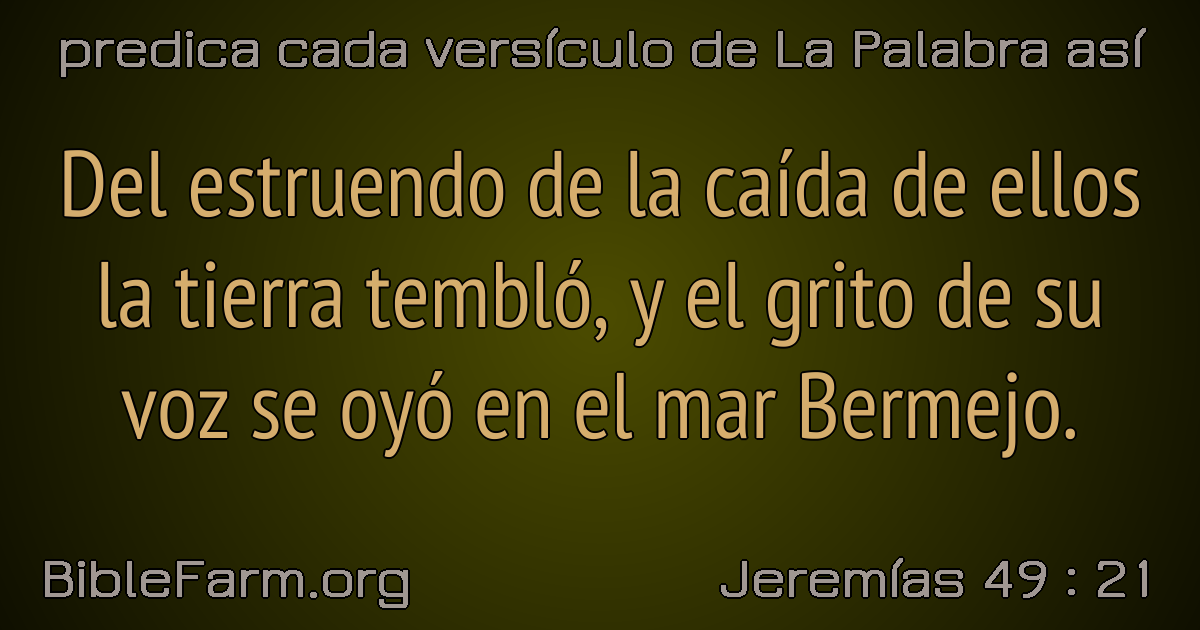 predica cada versículo de La Palabra así
Del estruendo de la caída de ellos
la tierra tembló, y el grito de su
voz se oyó en el mar Bermejo.
BibleFarm.org
Jeremías 49 : 21